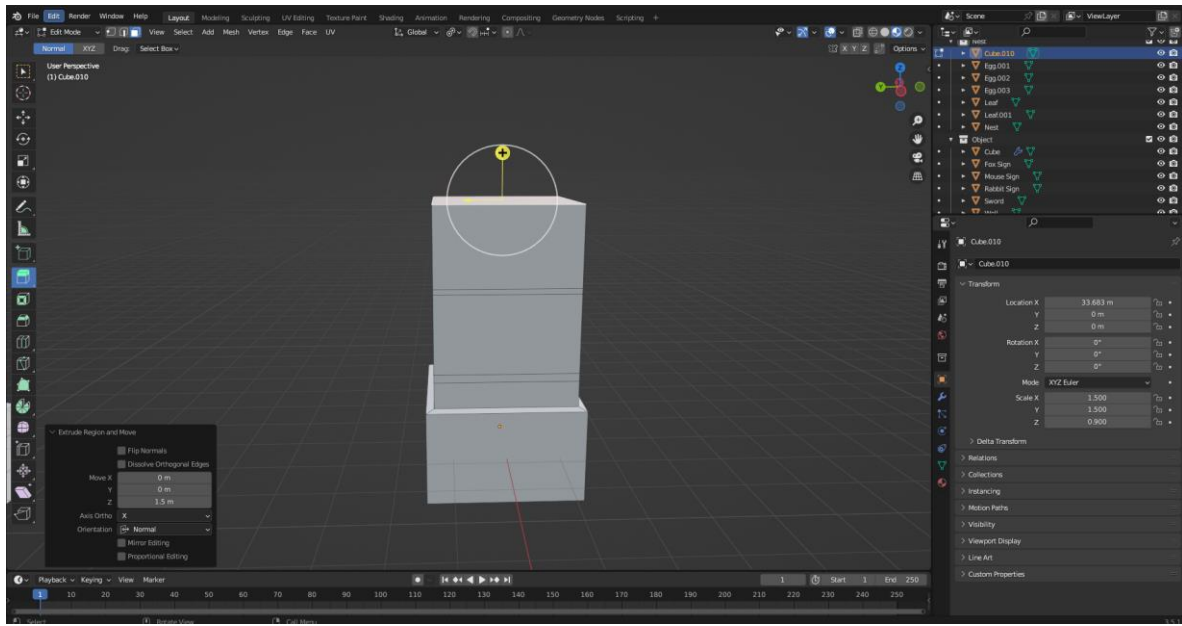 File Edit Render Window Help Layout Modeling Sculpting UV Editing Texture Paint Shading Animation Rendering Compositing Geometry Nodes Scripting + Scene ViewLayer
Edit Mode View Select Add Mesh Vertex Edge Face UV Global
Normal XYZ Drag: Select Box X Y Z Options
User Perspective
(1) Cube.010
Z
Y
Nest
Cube.010
Egg.001
Egg.002
Egg.003
Leaf
Leaf.001
Nest
Object
Cube
Fox Sign
Mouse Sign
Rabbit Sign
Sword
Cube.010
Cube.010
Transform
Location X 33.683 m
Y 0 m
Z 0 m
Rotation X 0°
Y 0°
Z 0°
Mode XYZ Euler
Scale X 1.500
Y 1.500
Z 0.900
Delta Transform
Relations
Collections
Instancing
Motion Paths
Visibility
Viewport Display
Line Art
Custom Properties
Extrude Region and Move
Flip Normals
Dissolve Orthogonal Edges
Move X 0 m
Y 0 m
Z 1.5 m
Axis Ortho X
Orientation Normal
Mirror Editing
Proportional Editing
Playback Keying View Marker 1 Start 1 End 250
1 10 20 30 40 50 60 70 80 90 100 110 120 130 140 150 160 170 180 190 200 210 220 230 240 250
Select Rotate View Call Menu 3.5.1